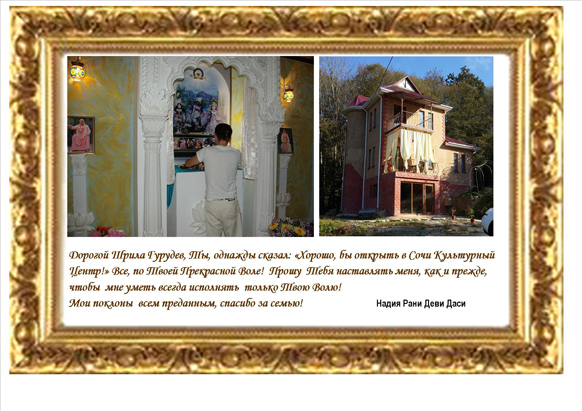 Дорогой Шрила Гурудев, Ты, однажды сказал: «Хорошо, бы открыть в Сочи Культурный
Центр!» Все, по Твоей Прекрасной Воле! Прошу Тебя наставлять меня, как и прежде,
чтобы мне уметь всегда исполнять только Твою Волю!
Мои поклоны всем преданным, спасибо за семью! Надия Рани Деви Даси